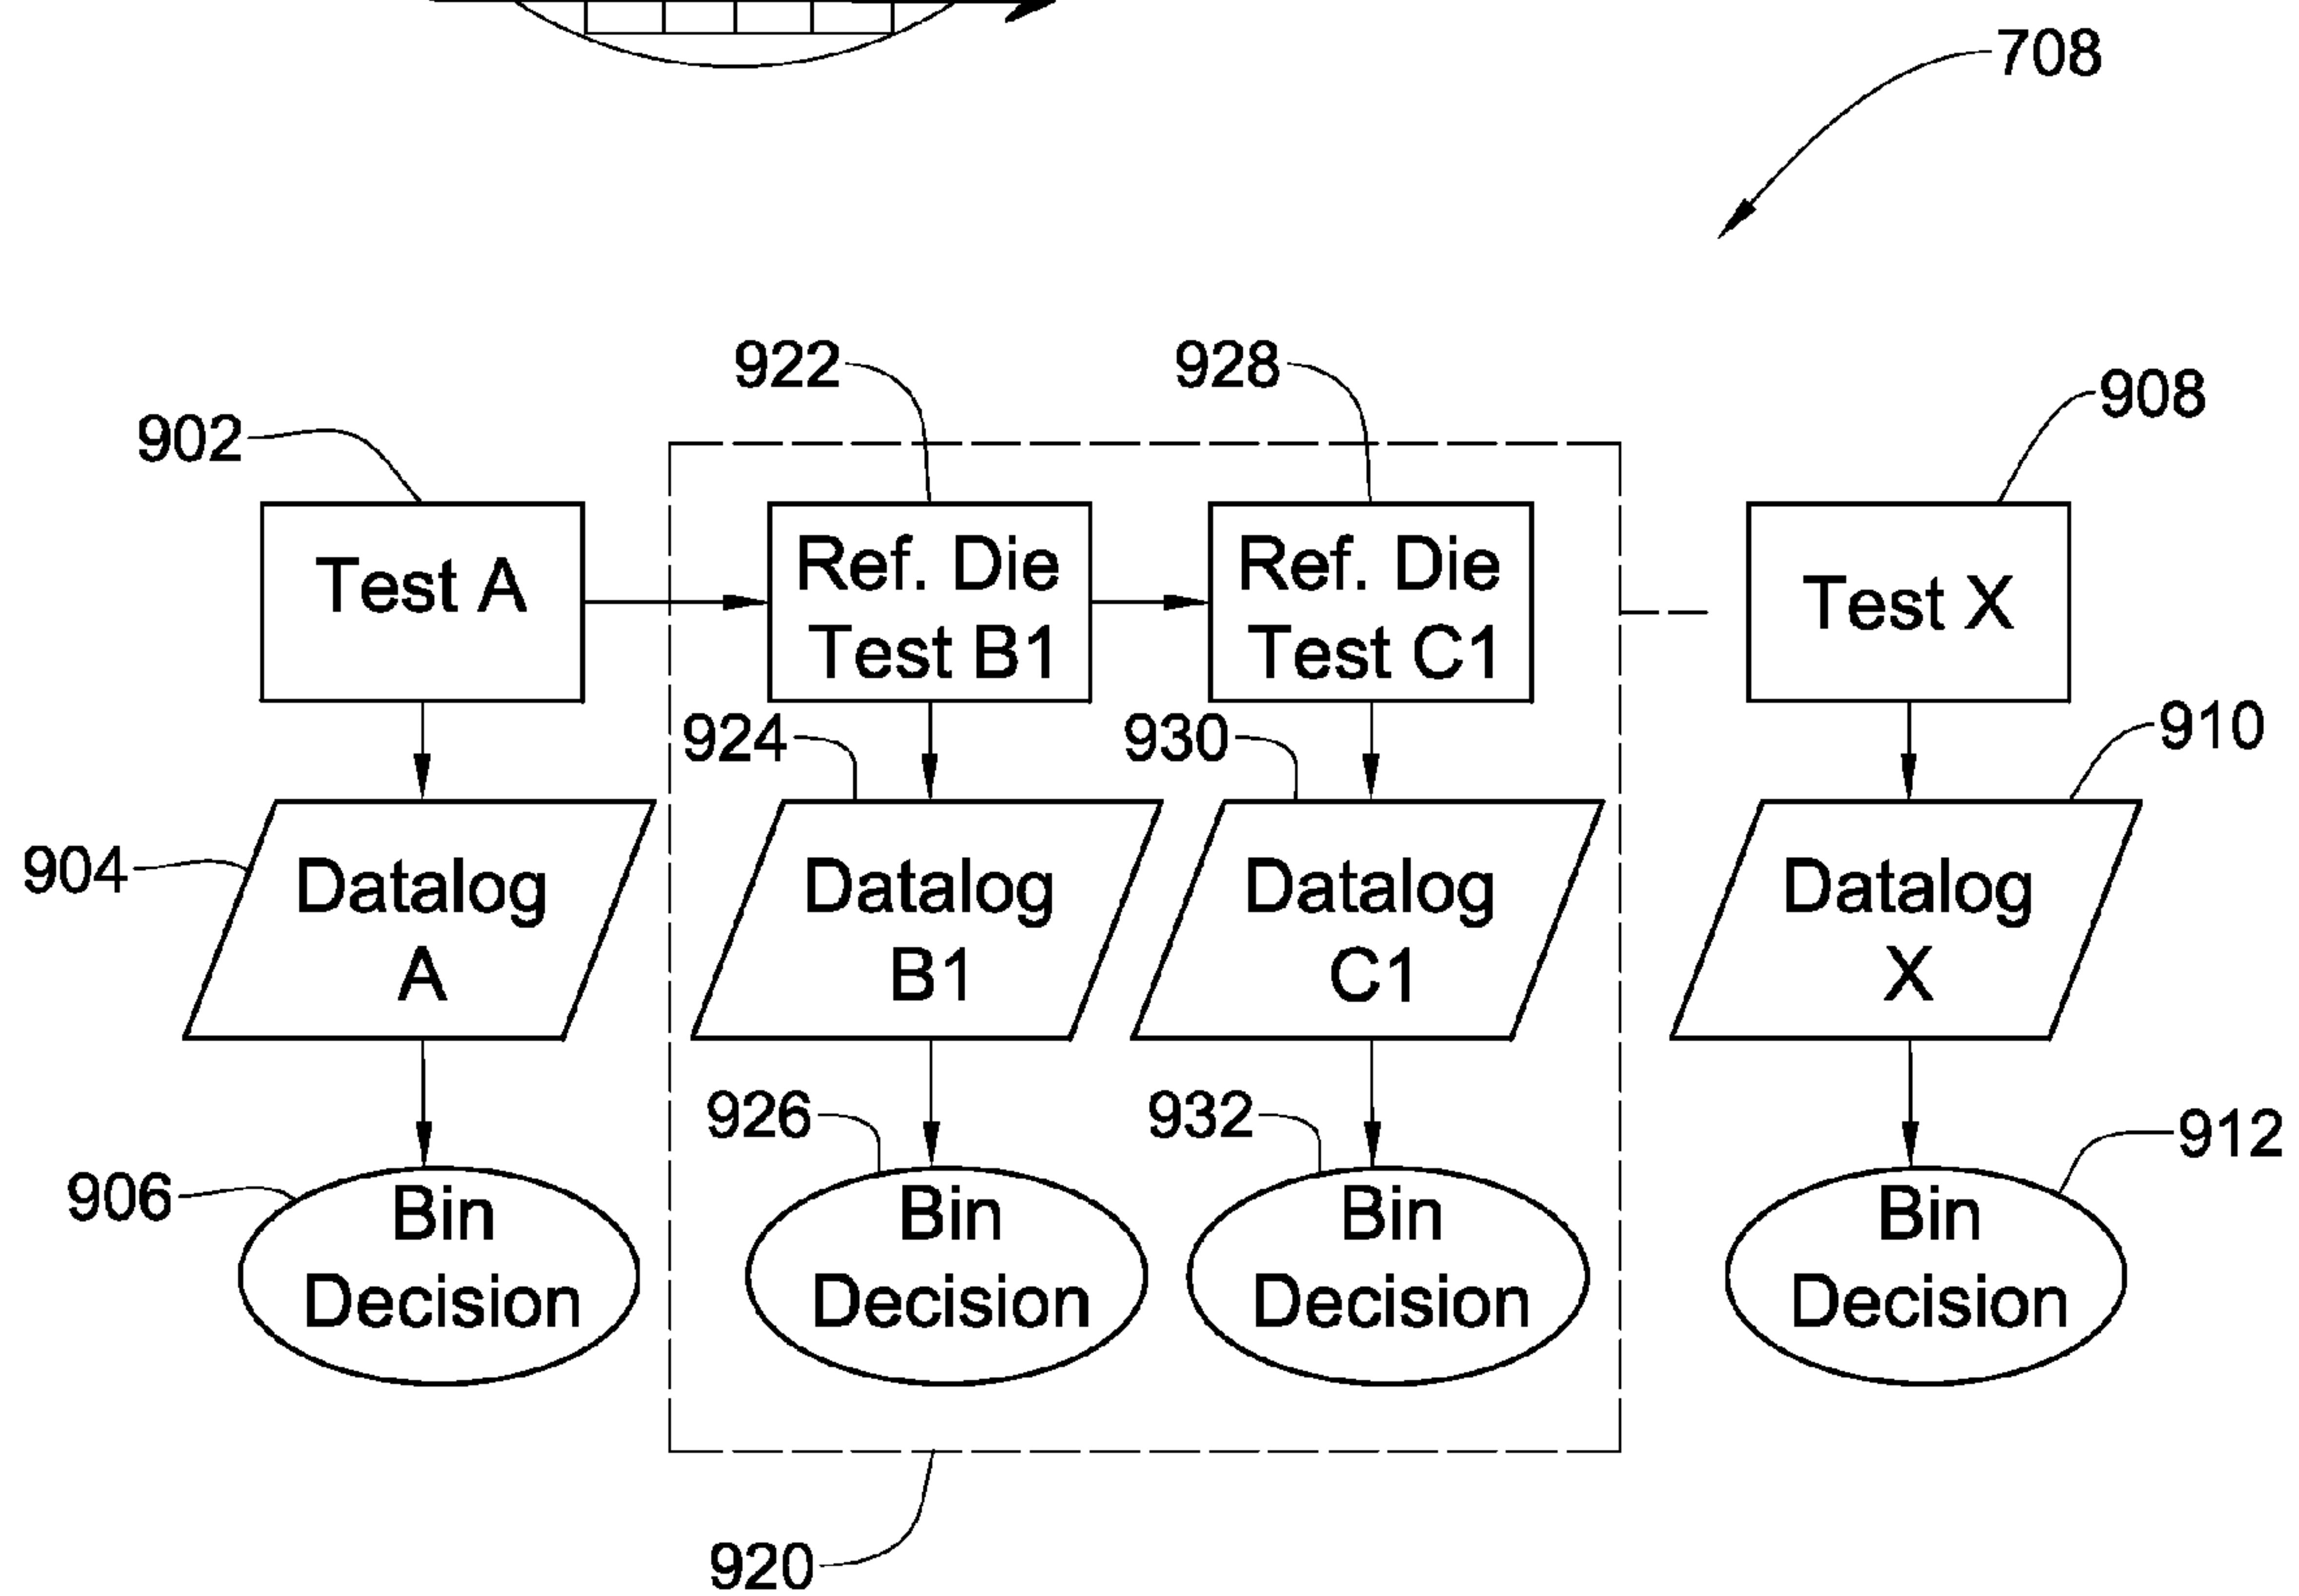 708
922
928
908
902
Test A
Ref. Die
Test B1
Ref. Die
Test C1
Test X
924
930
910
904
Datalog
A
Datalog
B1
Datalog
C1
Datalog
X
926
932
912
906
Bin
Decision
Bin
Decision
Bin
Decision
Bin
Decision
920